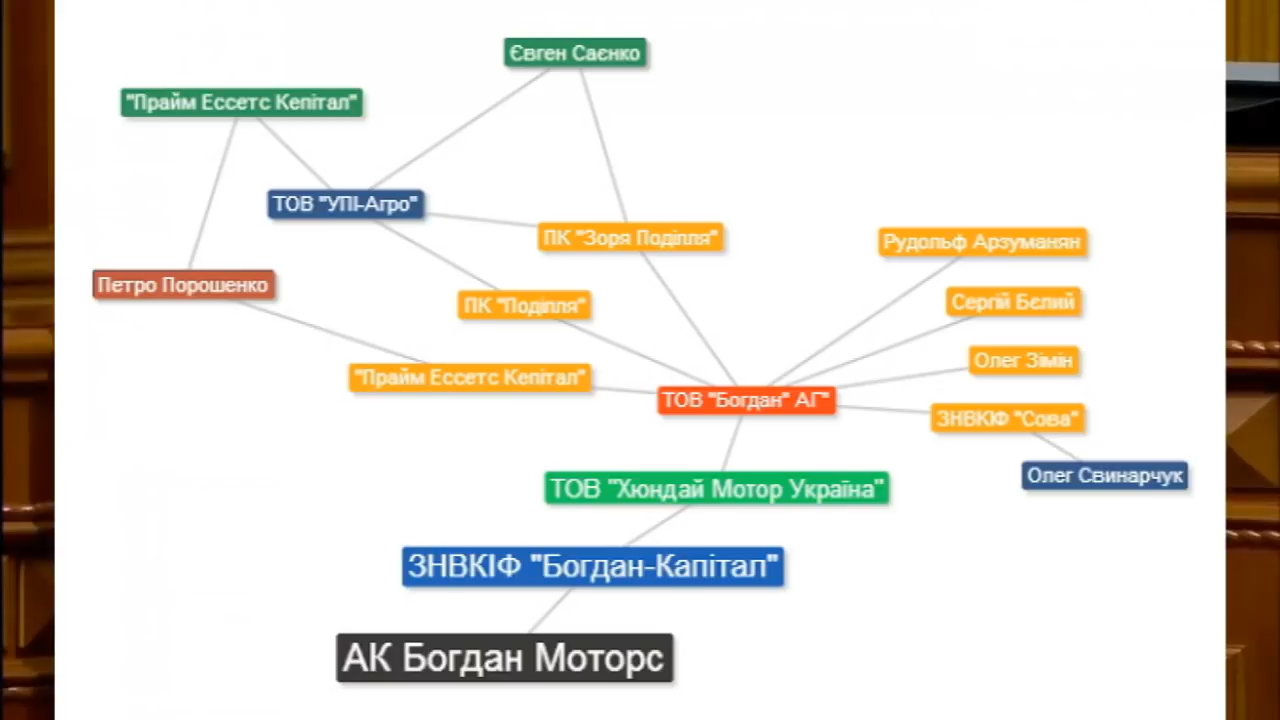 Євген Саєнко
"Прайм Ессетс Кепітал"
ТОВ "УПІ-Агро"
ПК "Зоря Поділля"
Рудольф Арзуманян
Петро Порошенко
ПК "Поділля"
Сергій Бєлий
Олег Зімін
"Прайм Ессетс Кепітал"
ТОВ "Богдан" АГ"
ЗНВКІФ "Сова"
Олег Свинарчук
ТОВ "Хюндай Мотор Україна"
ЗНВКІФ "Богдан-Капітал"
АК Богдан Моторс